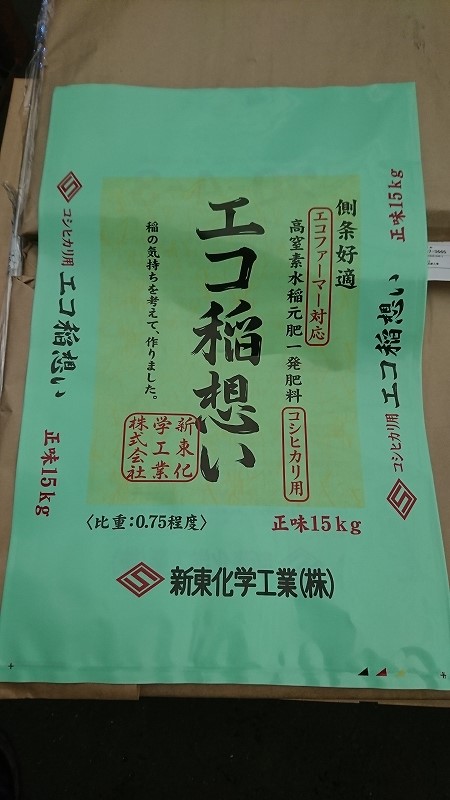 側条好適
エコファーマー対応
高窒素水稲元肥一発肥料
コシヒカリ用
エコ稲想い
稲の気持ちを考えて、作りました。
新東化
学工業
株式会社
〈比重:0.75程度〉
正味15kg
新東化学工業(株)
コシヒカリ用
エコ稲想い
正味15kg
正味15kg
エコ稲想い
コシヒカリ用